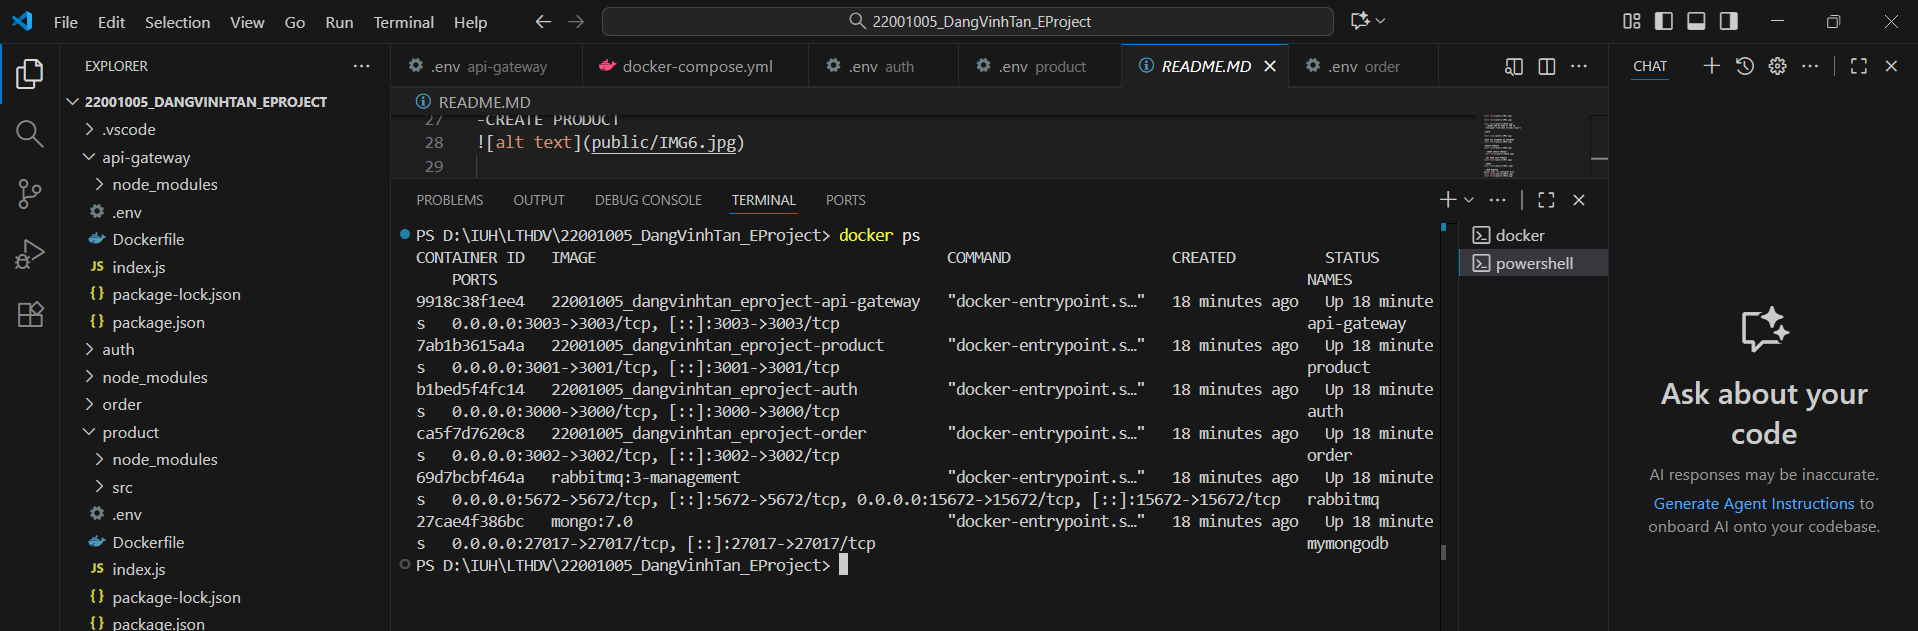 File Edit Selection View Go Run Terminal Help 22001005_DangVinhTan_EProject
EXPLORER
22001005_DANGVINHTAN_EPROJECT
.vscode
api-gateway
node_modules
.env
Dockerfile
JS index.js
{} package-lock.json
{} package.json
auth
node_modules
order
product
node_modules
src
.env
Dockerfile
JS index.js
{} package-lock.json
{} package.json
.env api-gateway docker-compose.yml .env auth .env product README.MD .env order
README.MD
27 -CREATE PRODUCT
28 ![alt text](public/IMG6.jpg)
29
PROBLEMS OUTPUT DEBUG CONSOLE TERMINAL PORTS
PS D:\IUH\LTHDV\22001005_DangVinhTan_EProject> docker ps
CONTAINER ID IMAGE COMMAND CREATED STATUS
PORTS NAMES
9918c38f1ee4 22001005_dangvinhtan_eproject-api-gateway "docker-entrypoint.s…" 18 minutes ago Up 18 minute
s 0.0.0.0:3003->3003/tcp, [::]:3003->3003/tcp api-gateway
7ab1b3615a4a 22001005_dangvinhtan_eproject-product "docker-entrypoint.s…" 18 minutes ago Up 18 minute
s 0.0.0.0:3001->3001/tcp, [::]:3001->3001/tcp product
b1bed5f4fc14 22001005_dangvinhtan_eproject-auth "docker-entrypoint.s…" 18 minutes ago Up 18 minute
s 0.0.0.0:3000->3000/tcp, [::]:3000->3000/tcp auth
ca5f7d7620c8 22001005_dangvinhtan_eproject-order "docker-entrypoint.s…" 18 minutes ago Up 18 minute
s 0.0.0.0:3002->3002/tcp, [::]:3002->3002/tcp order
69d7bcbf464a rabbitmq:3-management "docker-entrypoint.s…" 18 minutes ago Up 18 minute
s 0.0.0.0:5672->5672/tcp, [::]:5672->5672/tcp, 0.0.0.0:15672->15672/tcp, [::]:15672->15672/tcp rabbitmq
27cae4f386bc mongo:7.0 "docker-entrypoint.s…" 18 minutes ago Up 18 minute
s 0.0.0.0:27017->27017/tcp, [::]:27017->27017/tcp mymongodb
PS D:\IUH\LTHDV\22001005_DangVinhTan_EProject>
docker
powershell
CHAT
Ask about your
code
AI responses may be inaccurate.
Generate Agent Instructions to
onboard AI onto your codebase.